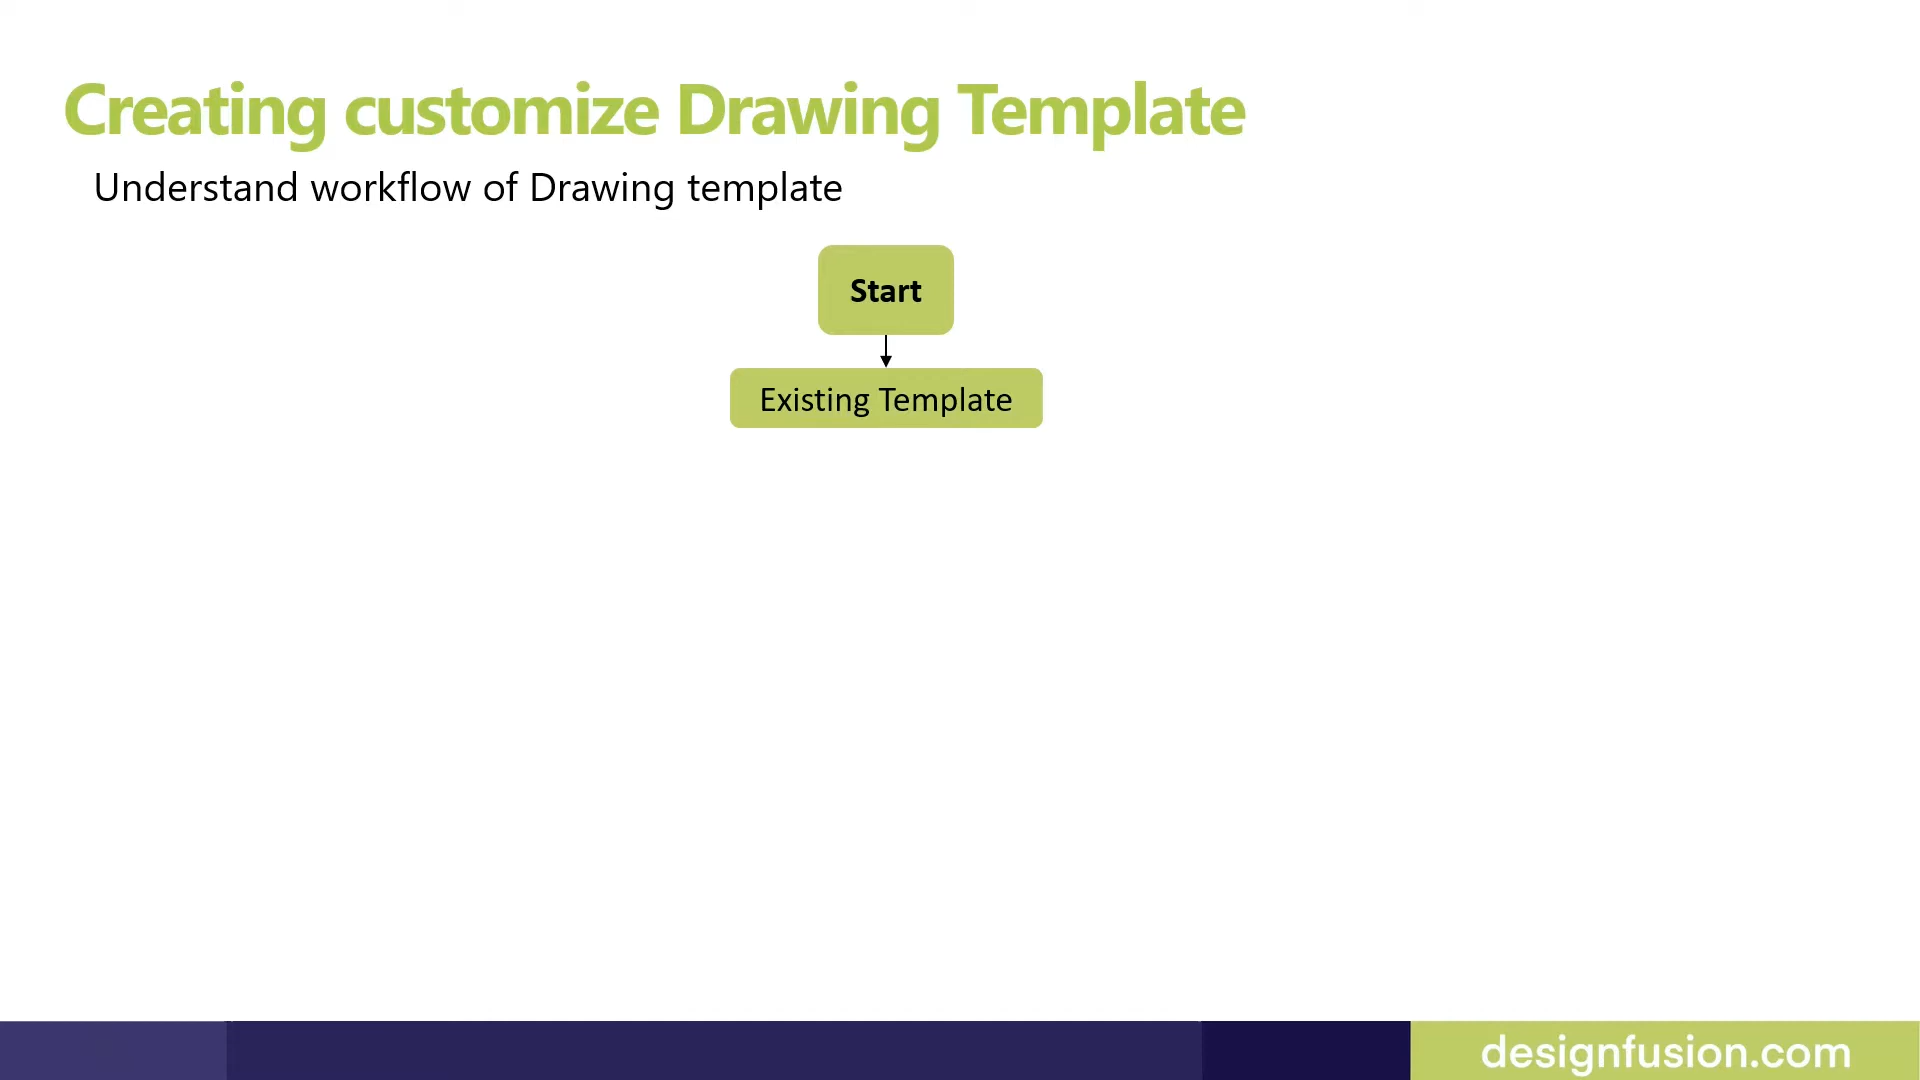 Creating customize Drawing Template
Understand workflow of Drawing template
Start
Existing Template
designfusion.com